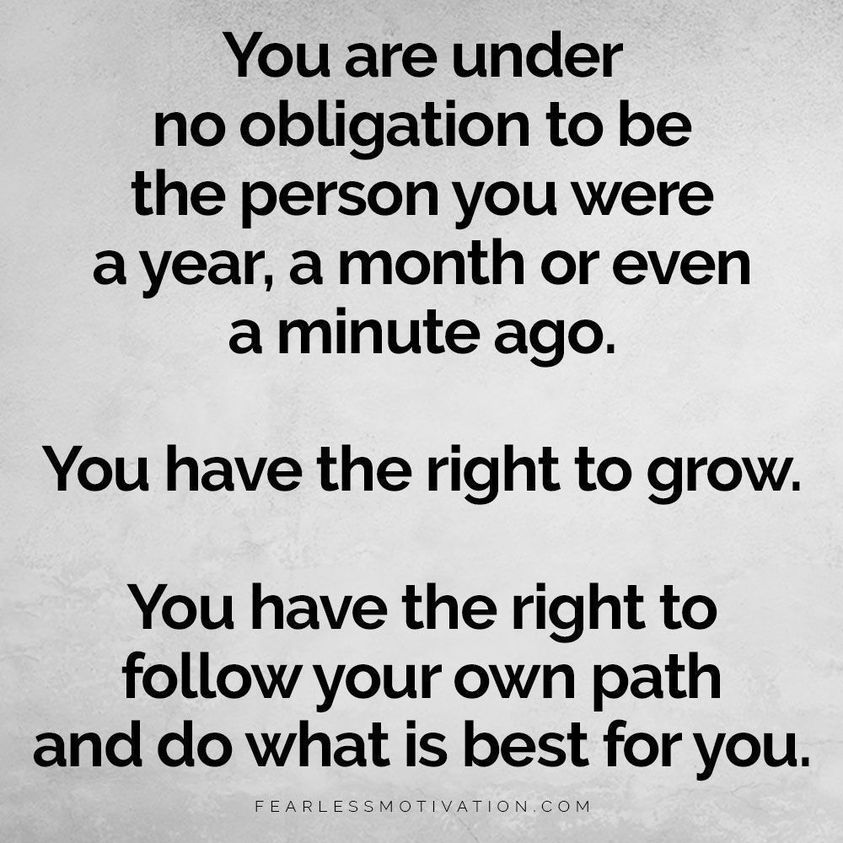 You are under
no obligation to be
the person you were
a year, a month or even
a minute ago.
You have the right to grow.
You have the right to
follow your own path
and do what is best for you.
FEARLESSMOTIVATION.COM